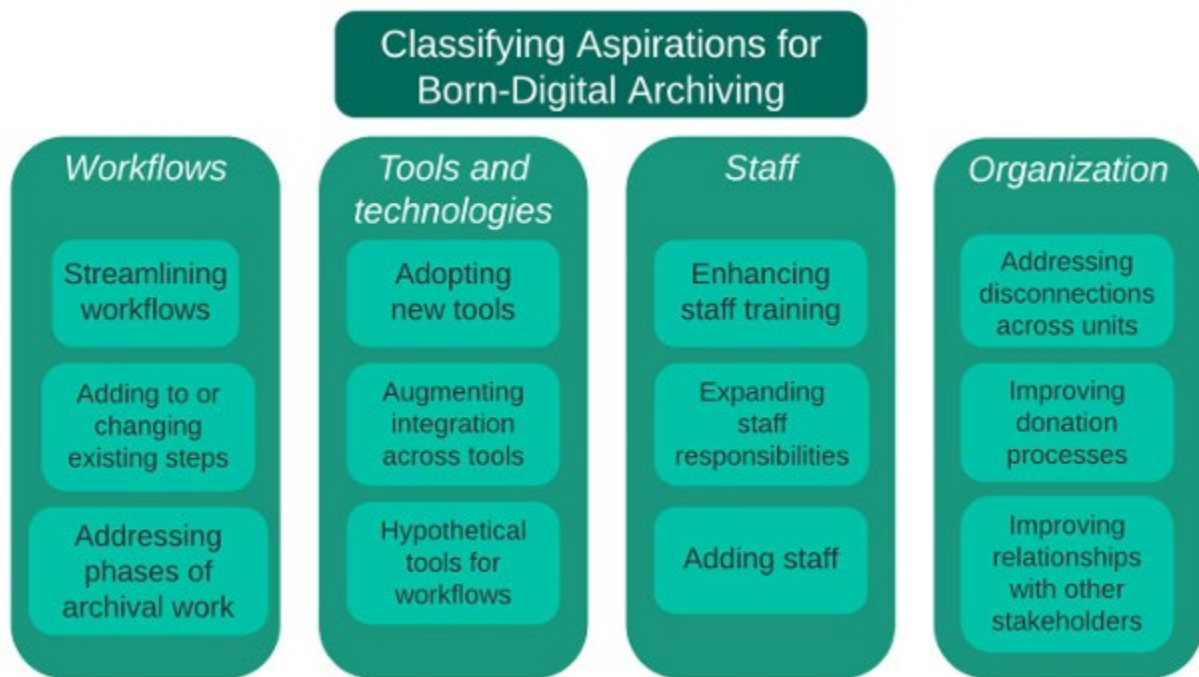 Classifying Aspirations for
Born-Digital Archiving
Workflows
Streamlining
workflows
Adding to or
changing
existing steps
Addressing
phases of
archival work
Tools and
technologies
Adopting
new tools
Augmenting
integration
across tools
Hypothetical
tools for
workflows
Staff
Enhancing
staff training
Expanding
staff
responsibilities
Adding staff
Organization
Addressing
disconnections
across units
Improving
donation
processes
Improving
relationships
with other
stakeholders